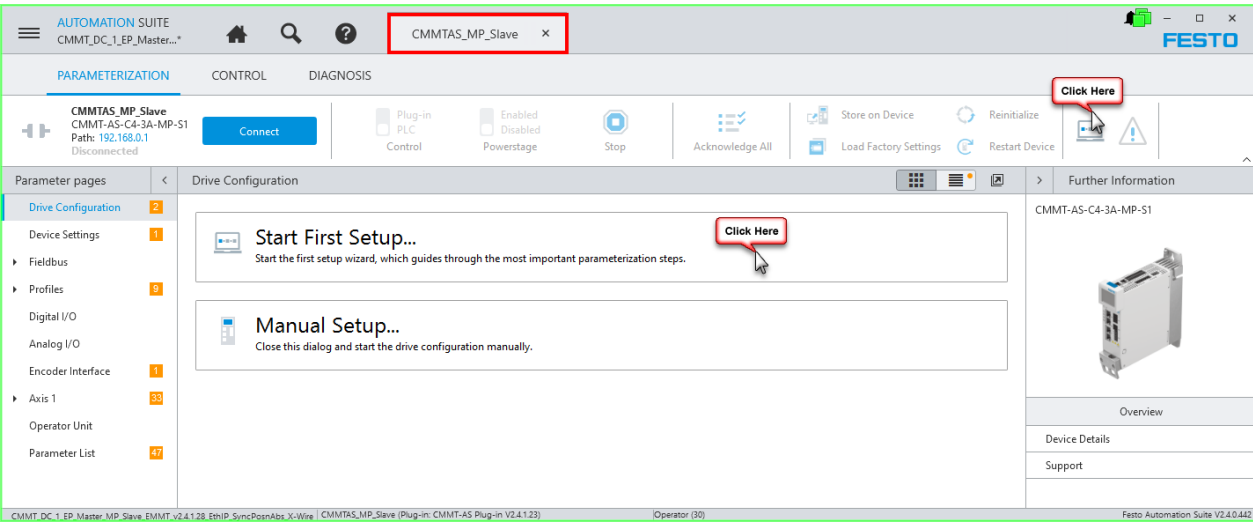 AUTOMATION SUITE
CMMT_DC_1_EP_Master...*
CMMTAS_MP_Slave ×
FESTO
PARAMETERIZATION CONTROL DIAGNOSIS
Click Here
CMMTAS_MP_Slave
CMMT-AS-C4-3A-MP-S1
Path: 192.168.0.1
Disconnected
Connect
Plug-in
PLC
Control
Enabled
Disabled
Powerstage
Stop
Acknowledge All
Store on Device
Load Factory Settings
Reinitialize
Restart Device
Parameter pages
Drive Configuration
Further Information
Drive Configuration 2
Device Settings 1
Fieldbus
Profiles 9
Digital I/O
Analog I/O
Encoder Interface 1
Axis 1 33
Operator Unit
Parameter List 47
Start First Setup...
Start the first setup wizard, which guides through the most important parameterization steps.
Click Here
Manual Setup...
Close this dialog and start the drive configuration manually.
CMMT-AS-C4-3A-MP-S1
Overview
Device Details
Support
CMMT_DC_1_EP_Master_MP_Slave_EMMT_v2.4.1.28_EthIP_SyncPosnAbs_X-Wire
CMMTAS_MP_Slave (Plug-in: CMMT-AS Plug-in V2.4.1.23)
Operator (30)
Festo Automation Suite V2.4.0.442